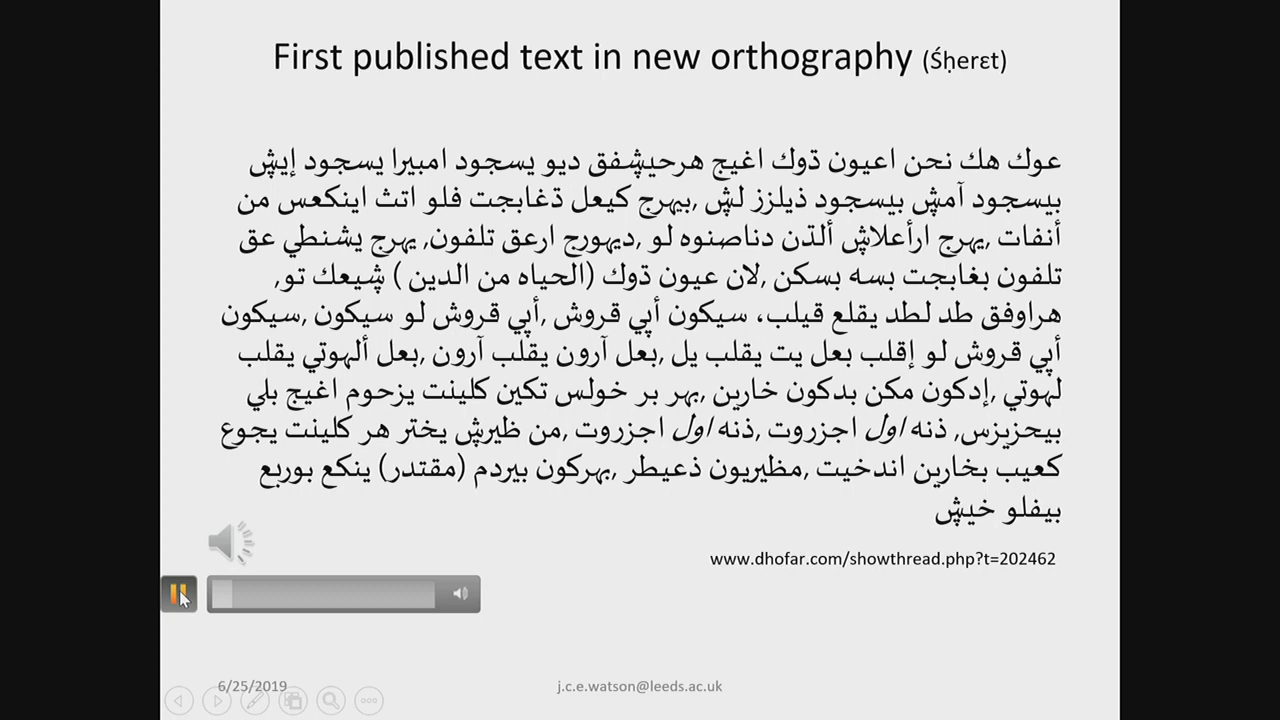 First published text in new orthography (Śḥerɛt)
عوك هك نحن اعيون ڎوك اغيج هرحيڜفق ديو يسجود امبيرا يسجود إيڜ
بيسجود آمڜ بيسجود ذيلزز لڜ ,بيهرج كيعل ڎغابجت فلو اتث اينكعس من
أنفات ,يهرج ارأعلاڜ ألڎن دناصنوه لو ,ديهورج ارعق تلفون, يهرج يشنطي عق
تلفون بغابجت بسه بسكن ,لان عيون ڎوك (الحياه من الدين ) ڜيعك تو,
هراوفق طد لطد يقلع قيلب، سيكون أپي قروش ,أپي قروش لو سيكون ,سيكون
أپي قروش لو إقلب بعل يت يقلب يل ,بعل آرون يقلب آرون ,بعل ألهوتي يقلب
لهوتي ,إدكون مكن بدكون خارين ,بهر بر خولس تكين كلينت يزحوم اغيج بلي
بيحزيزس, ذنه اول اجزروت ,ذنه اول اجزروت ,من ظيرڜ يختر هر كلينت يجوع
كعيب بخارين اندخيت ,مظيريون ذعيطر ,بهركون بيردم (مقتدر) ينكع بوربع
بيفلو خيڜ
www.dhofar.com/showthread.php?t=202462
6/25/2019
j.c.e.watson@leeds.ac.uk